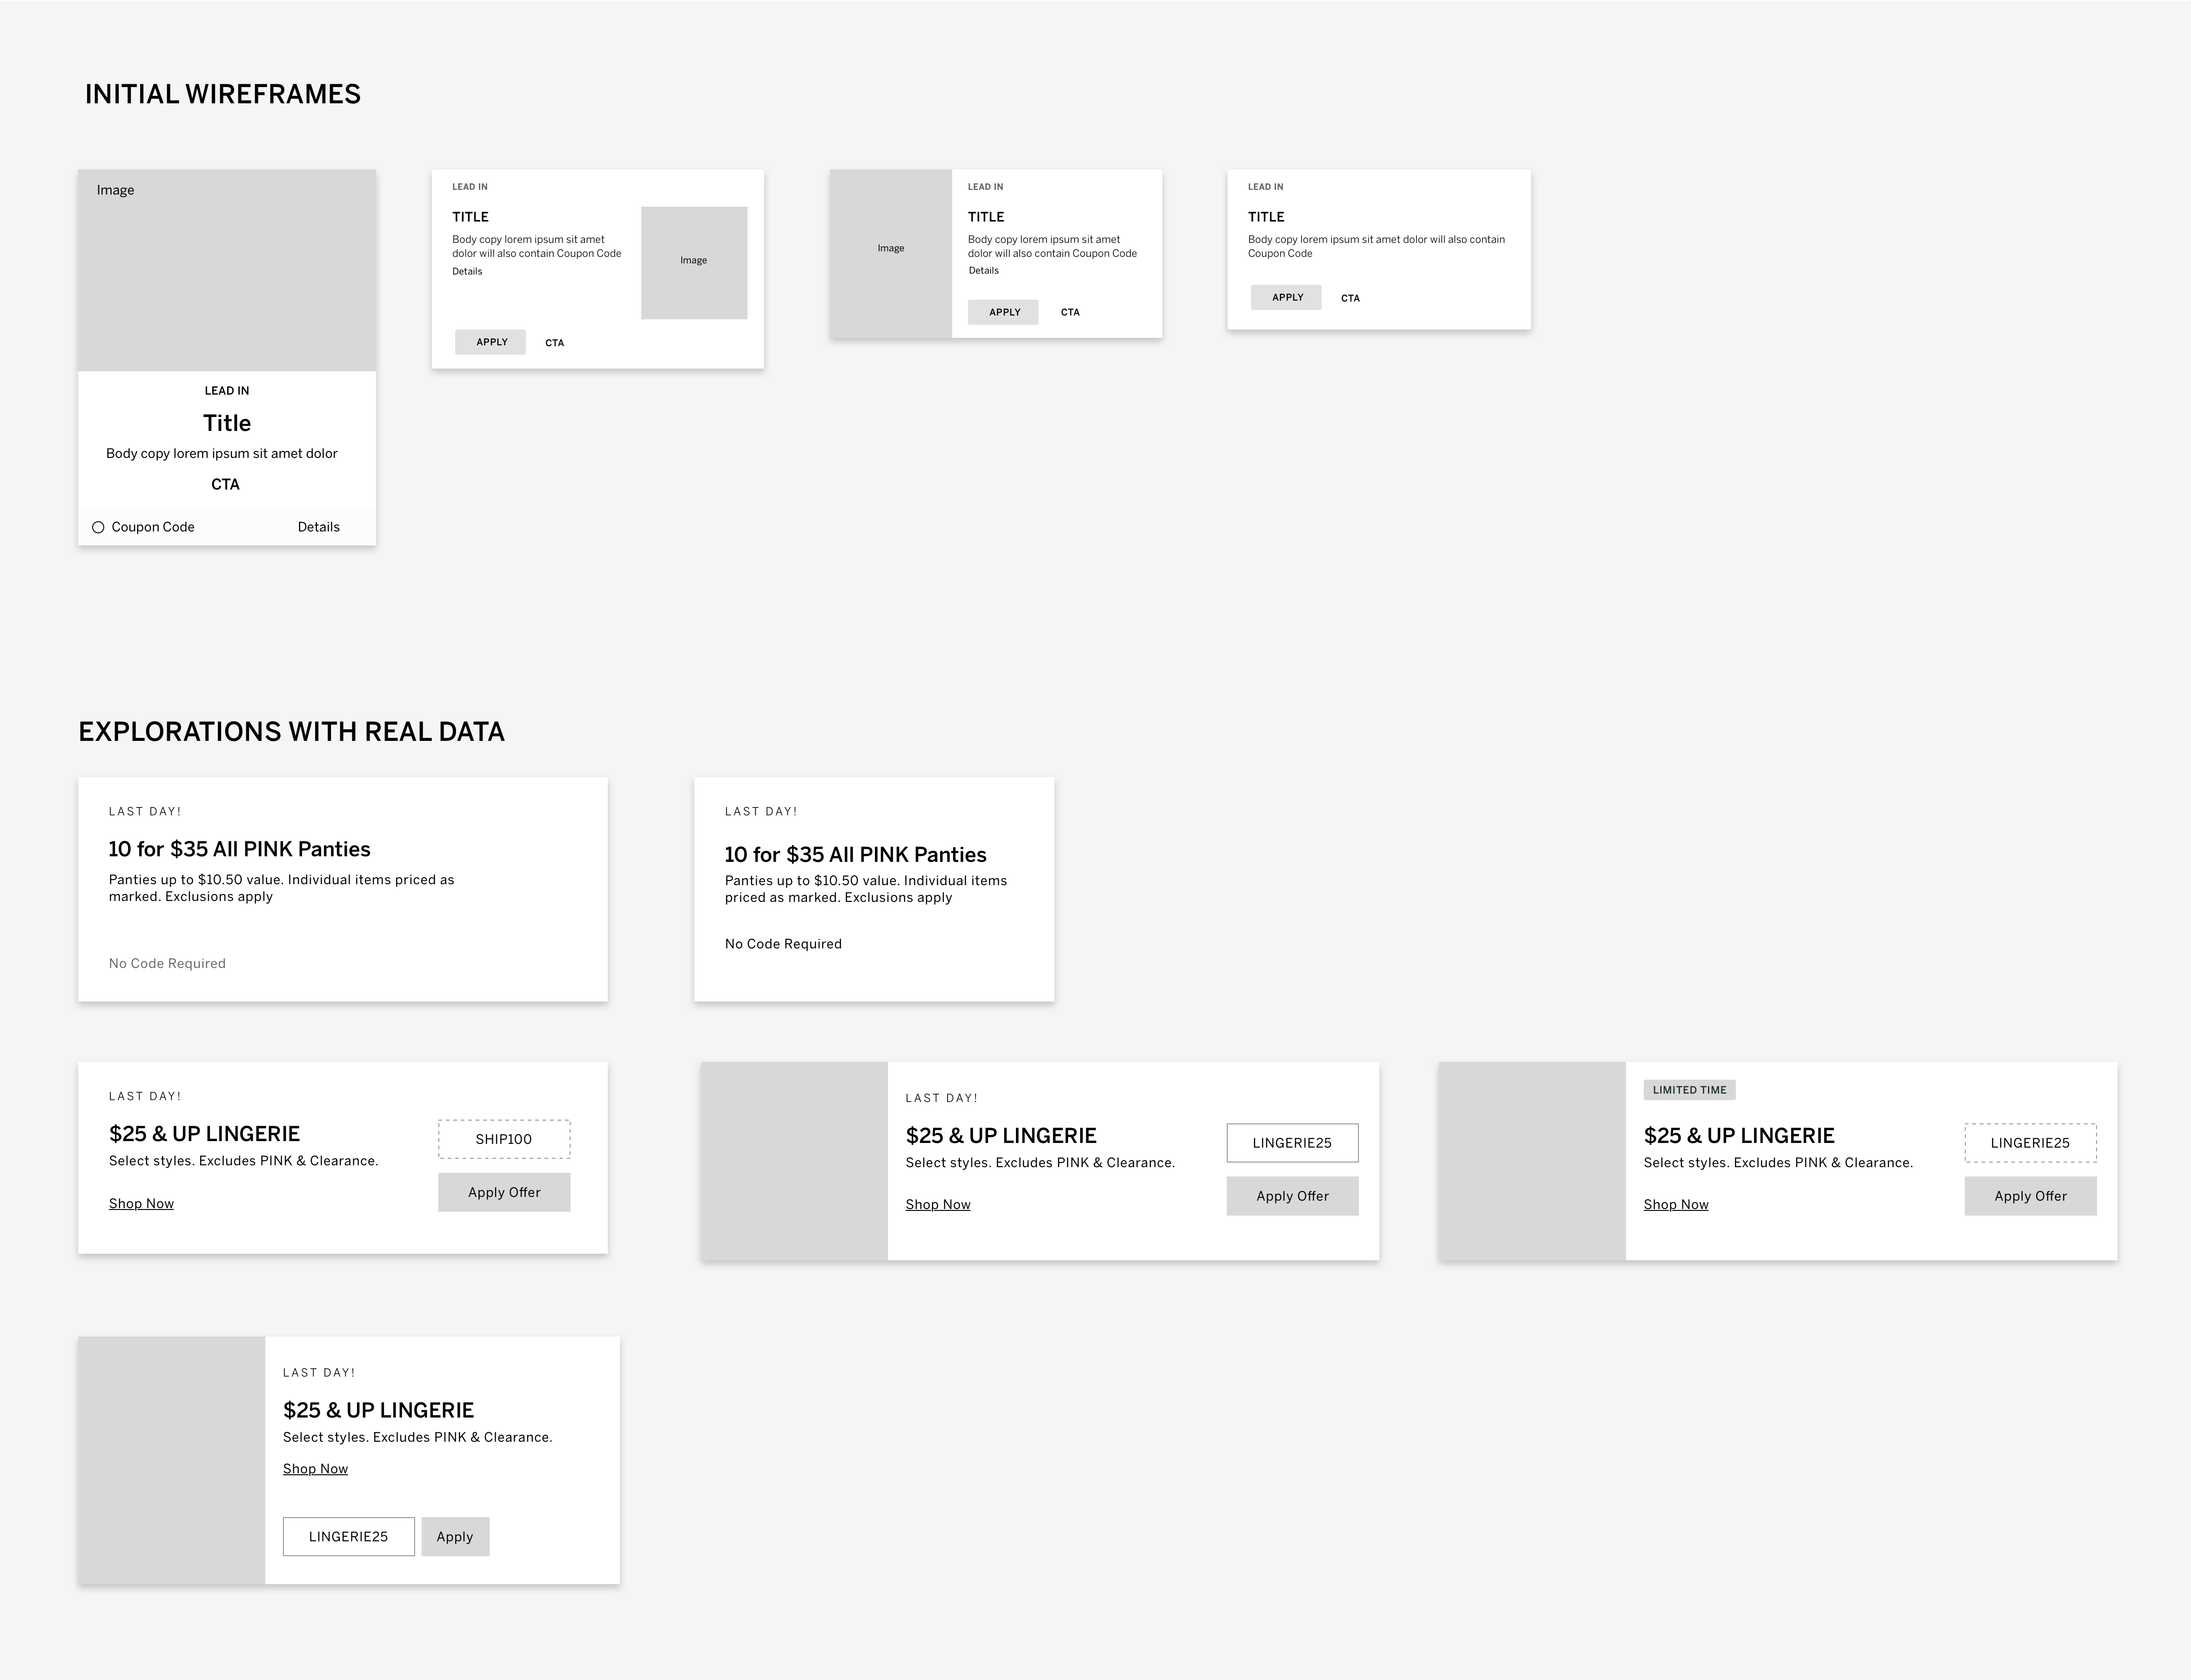 INITIAL WIREFRAMES
Image
LEAD IN
Title
Body copy lorem ipsum sit amet dolor
CTA
Coupon Code
Details
LEAD IN
TITLE
Body copy lorem ipsum sit amet
dolor will also contain Coupon Code
Details
Image
APPLY
CTA
Image
LEAD IN
TITLE
Body copy lorem ipsum sit amet
dolor will also contain Coupon Code
Details
APPLY
CTA
LEAD IN
TITLE
Body copy lorem ipsum sit amet dolor will also contain
Coupon Code
APPLY
CTA
EXPLORATIONS WITH REAL DATA
LAST DAY!
10 for $35 All PINK Panties
Panties up to $10.50 value. Individual items priced as
marked. Exclusions apply
No Code Required
LAST DAY!
10 for $35 All PINK Panties
Panties up to $10.50 value. Individual items
priced as marked. Exclusions apply
No Code Required
LAST DAY!
$25 & UP LINGERIE
Select styles. Excludes PINK & Clearance.
Shop Now
SHIP100
Apply Offer
LAST DAY!
$25 & UP LINGERIE
Select styles. Excludes PINK & Clearance.
Shop Now
LINGERIE25
Apply Offer
LIMITED TIME
$25 & UP LINGERIE
Select styles. Excludes PINK & Clearance.
Shop Now
LINGERIE25
Apply Offer
LAST DAY!
$25 & UP LINGERIE
Select styles. Excludes PINK & Clearance.
Shop Now
LINGERIE25
Apply